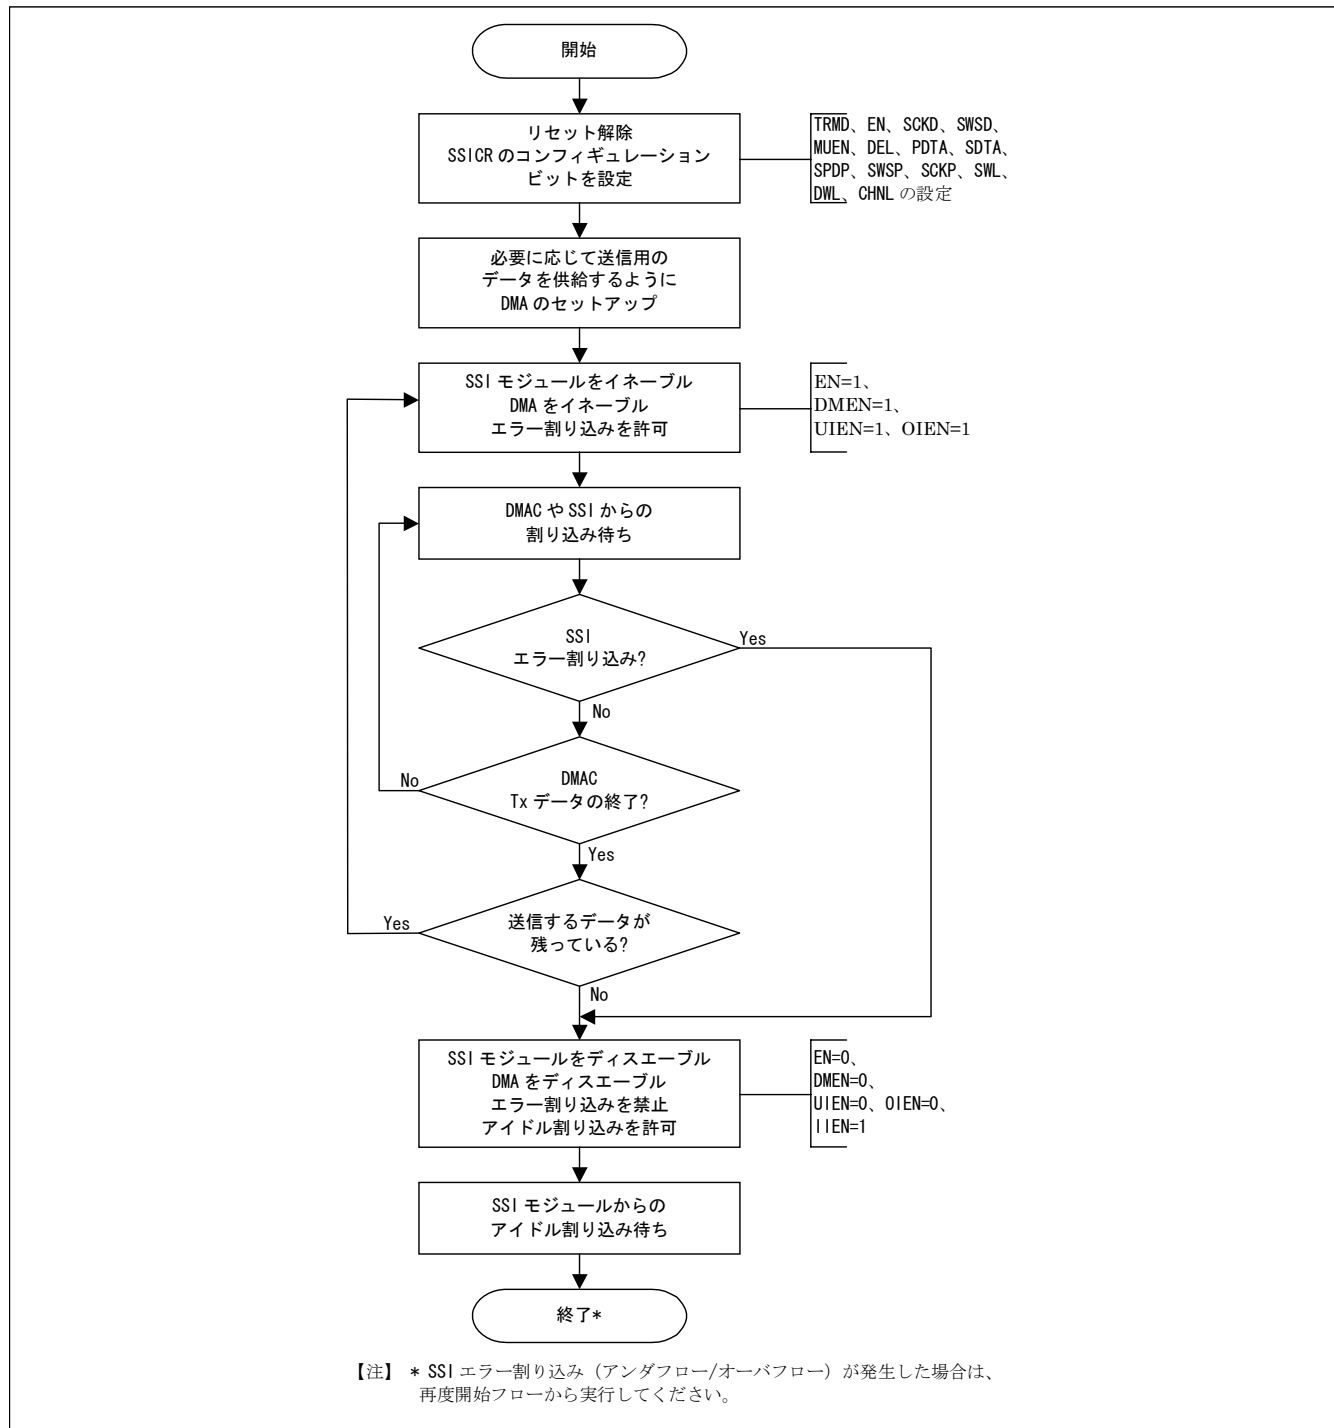 開始
リセット解除
SSICR のコンフィギュレーション
ビットを設定
TRMD、EN、SCKD、SWSD、
MUEN、DEL、PDTA、SDTA、
SPDP、SWSP、SCKP、SWL、
DWL、CHNL の設定
必要に応じて送信用の
データを供給するように
DMA のセットアップ
SSI モジュールをイネーブル
DMA をイネーブル
エラー割り込みを許可
EN=1、
DMEN=1、
UIEN=1、OIEN=1
DMAC や SSI からの
割り込み待ち
SSI
エラー割り込み?
Yes
No
DMAC
Tx データの終了?
No
Yes
送信するデータが
残っている?
Yes
No
SSI モジュールをディスエーブル
DMA をディスエーブル
エラー割り込みを禁止
アイドル割り込みを許可
EN=0、
DMEN=0、
UIEN=0、OIEN=0、
IIEN=1
SSI モジュールからの
アイドル割り込み待ち
終了*
【注】 * SSI エラー割り込み（アンダフロー/オーバフロー）が発生した場合は、
再度開始フローから実行してください。